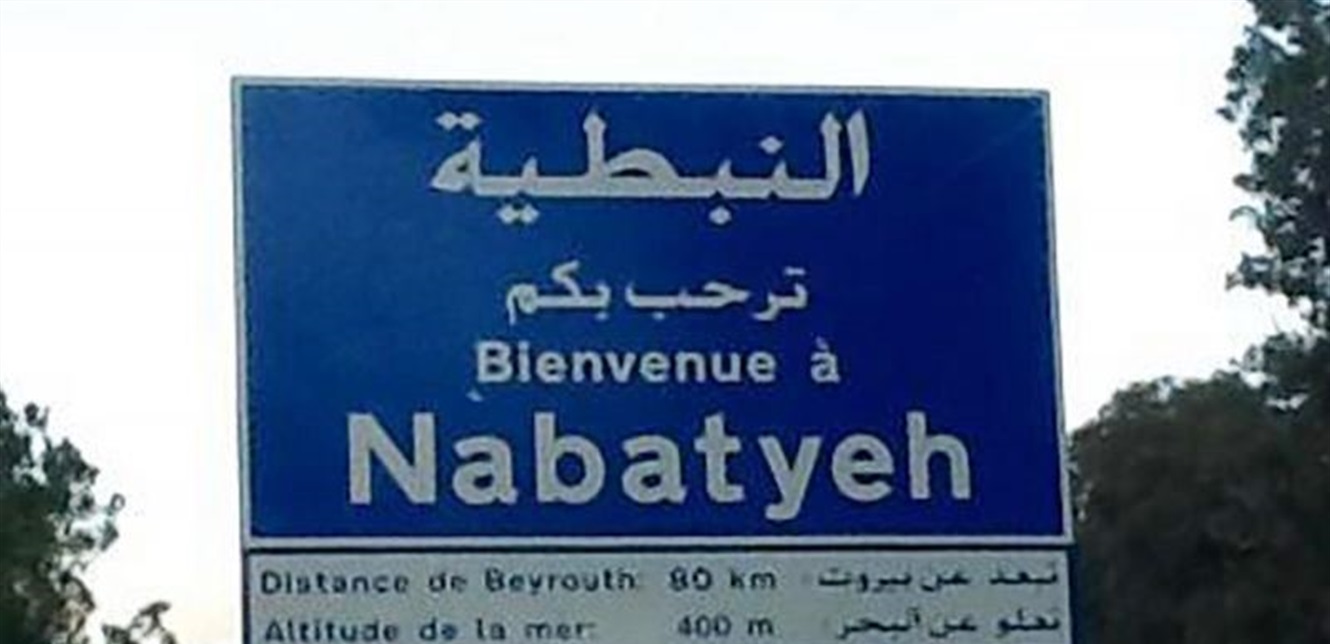 النبطية
ترحب بكم
Bienvenue à
Nabatyeh
Distance de Beyrouth: 80 km تبعد عن بيروت
Altitude de la mer: 400 m تعلو عن البحر